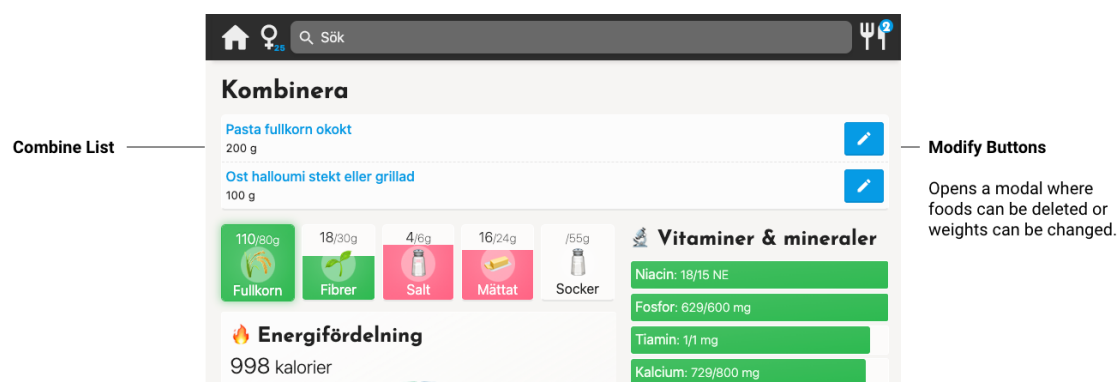 25
Sök
2
Kombinera
Pasta fullkorn okokt
200 g
Ost halloumi stekt eller grillad
100 g
Combine List
Modify Buttons
Opens a modal where
foods can be deleted or
weights can be changed.
110/80g
Fullkorn
18/30g
Fibrer
4/6g
Salt
16/24g
Mättat
/55g
Socker
Vitaminer & mineraler
Niacin: 18/15 NE
Fosfor: 629/600 mg
Tiamin: 1/1 mg
Kalcium: 729/800 mg
Energifördelning
998 kalorier